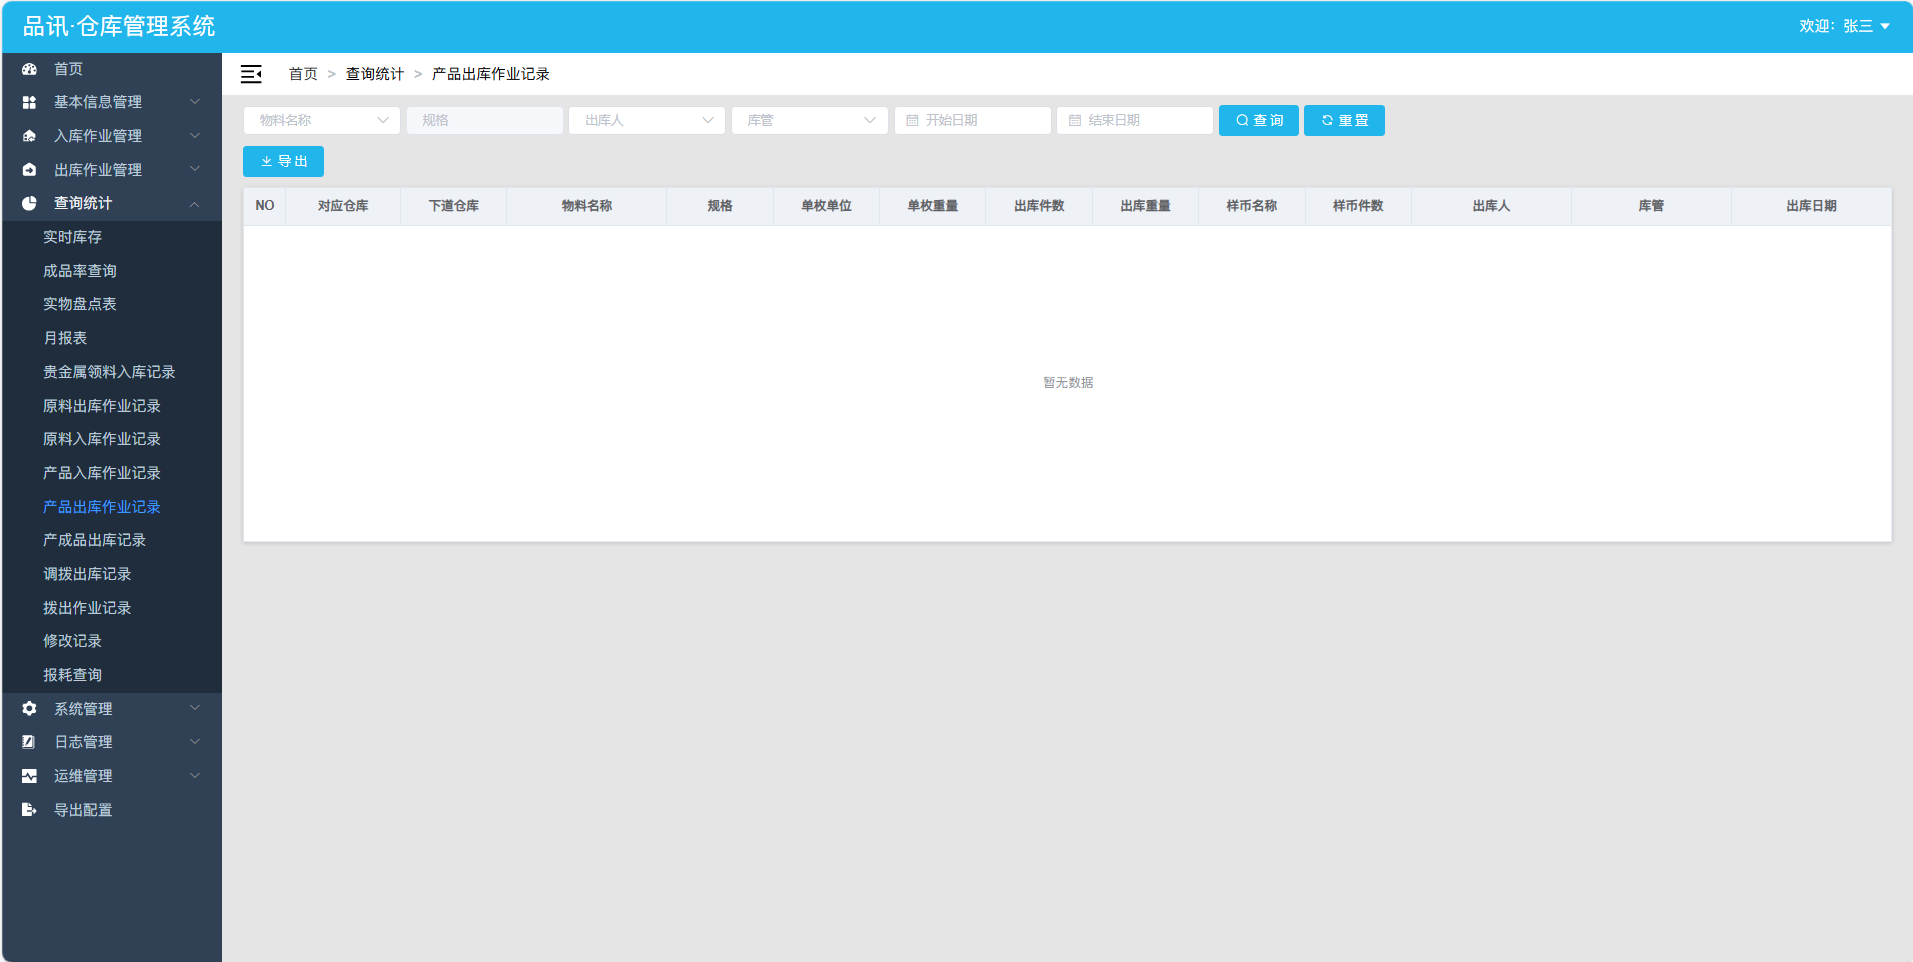 品讯·仓库管理系统
欢迎：张三
首页
基本信息管理
入库作业管理
出库作业管理
查询统计
实时库存
成品率查询
实物盘点表
月报表
贵金属领料入库记录
原料出库作业记录
原料入库作业记录
产品入库作业记录
产品出库作业记录
产成品出库记录
调拨出库记录
拨出作业记录
修改记录
报耗查询
系统管理
日志管理
运维管理
导出配置
首页 > 查询统计 > 产品出库作业记录
物料名称 规格 出库人 库管 开始日期 结束日期 查询 重置
导出
NO 对应仓库 下道仓库 物料名称 规格 单枚单位 单枚重量 出库件数 出库重量 样币名称 样币件数 出库人 库管 出库日期
暂无数据